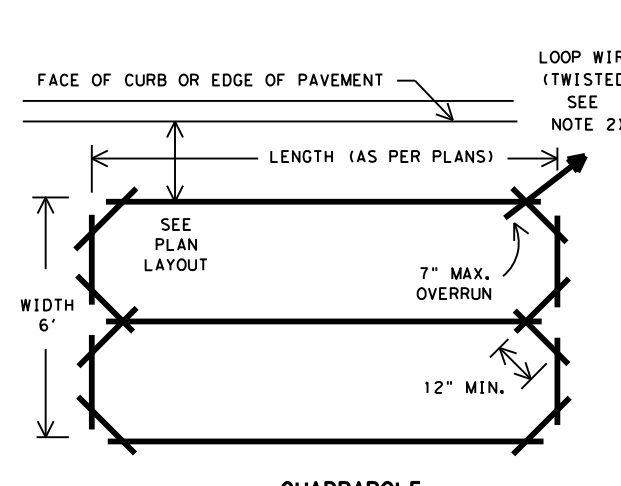 LOOP
FACE OF CURB OR EDGE OF PAVEMENT
(TWISTED
SEE
NOTE 2)
LENGTH (AS PER PLANS)
SEE
PLAN
LAYOUT
7" MAX.
OVERRUN
WIDTH
6'
12" MIN.